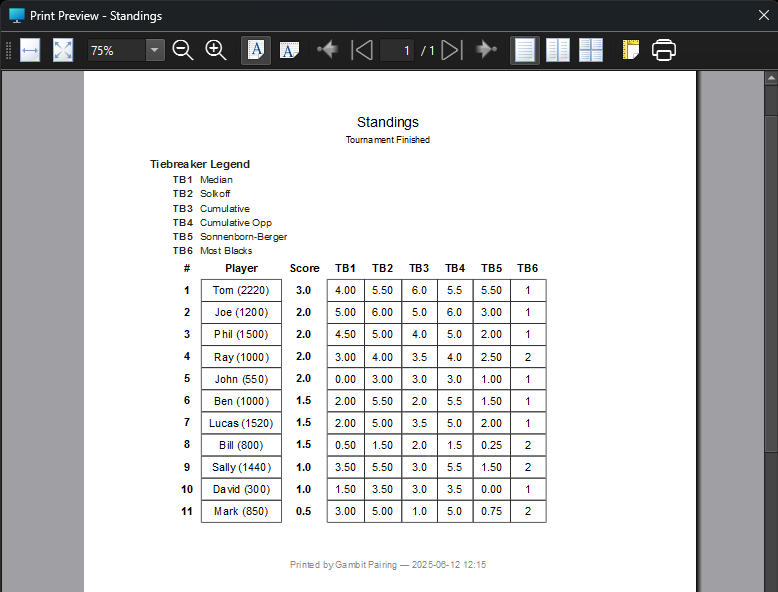 Print Preview - Standings
75% A A 1 / 1
Standings
Tournament Finished
Tiebreaker Legend
TB1 Median
TB2 Solkoff
TB3 Cumulative
TB4 Cumulative Opp
TB5 Sonnenborn-Berger
TB6 Most Blacks
# Player Score TB1 TB2 TB3 TB4 TB5 TB6
1 Tom (2220) 3.0 4.00 5.50 6.0 5.5 5.50 1
2 Joe (1200) 2.0 5.00 6.00 5.0 6.0 3.00 1
3 Phil (1500) 2.0 4.50 5.00 4.0 5.0 2.00 1
4 Ray (1000) 2.0 3.00 4.00 3.5 4.0 2.50 2
5 John (550) 2.0 0.00 3.00 3.0 3.0 1.00 1
6 Ben (1000) 1.5 2.00 5.50 2.0 5.5 1.50 1
7 Lucas (1520) 1.5 2.00 5.00 3.5 5.0 2.00 1
8 Bill (800) 1.5 0.50 1.50 2.0 1.5 0.25 2
9 Sally (1440) 1.0 3.50 5.50 3.0 5.5 1.50 2
10 David (300) 1.0 1.50 3.50 3.0 3.5 0.00 1
11 Mark (850) 0.5 3.00 5.00 1.0 5.0 0.75 2
Printed by Gambit Pairing — 2025-06-12 12:15